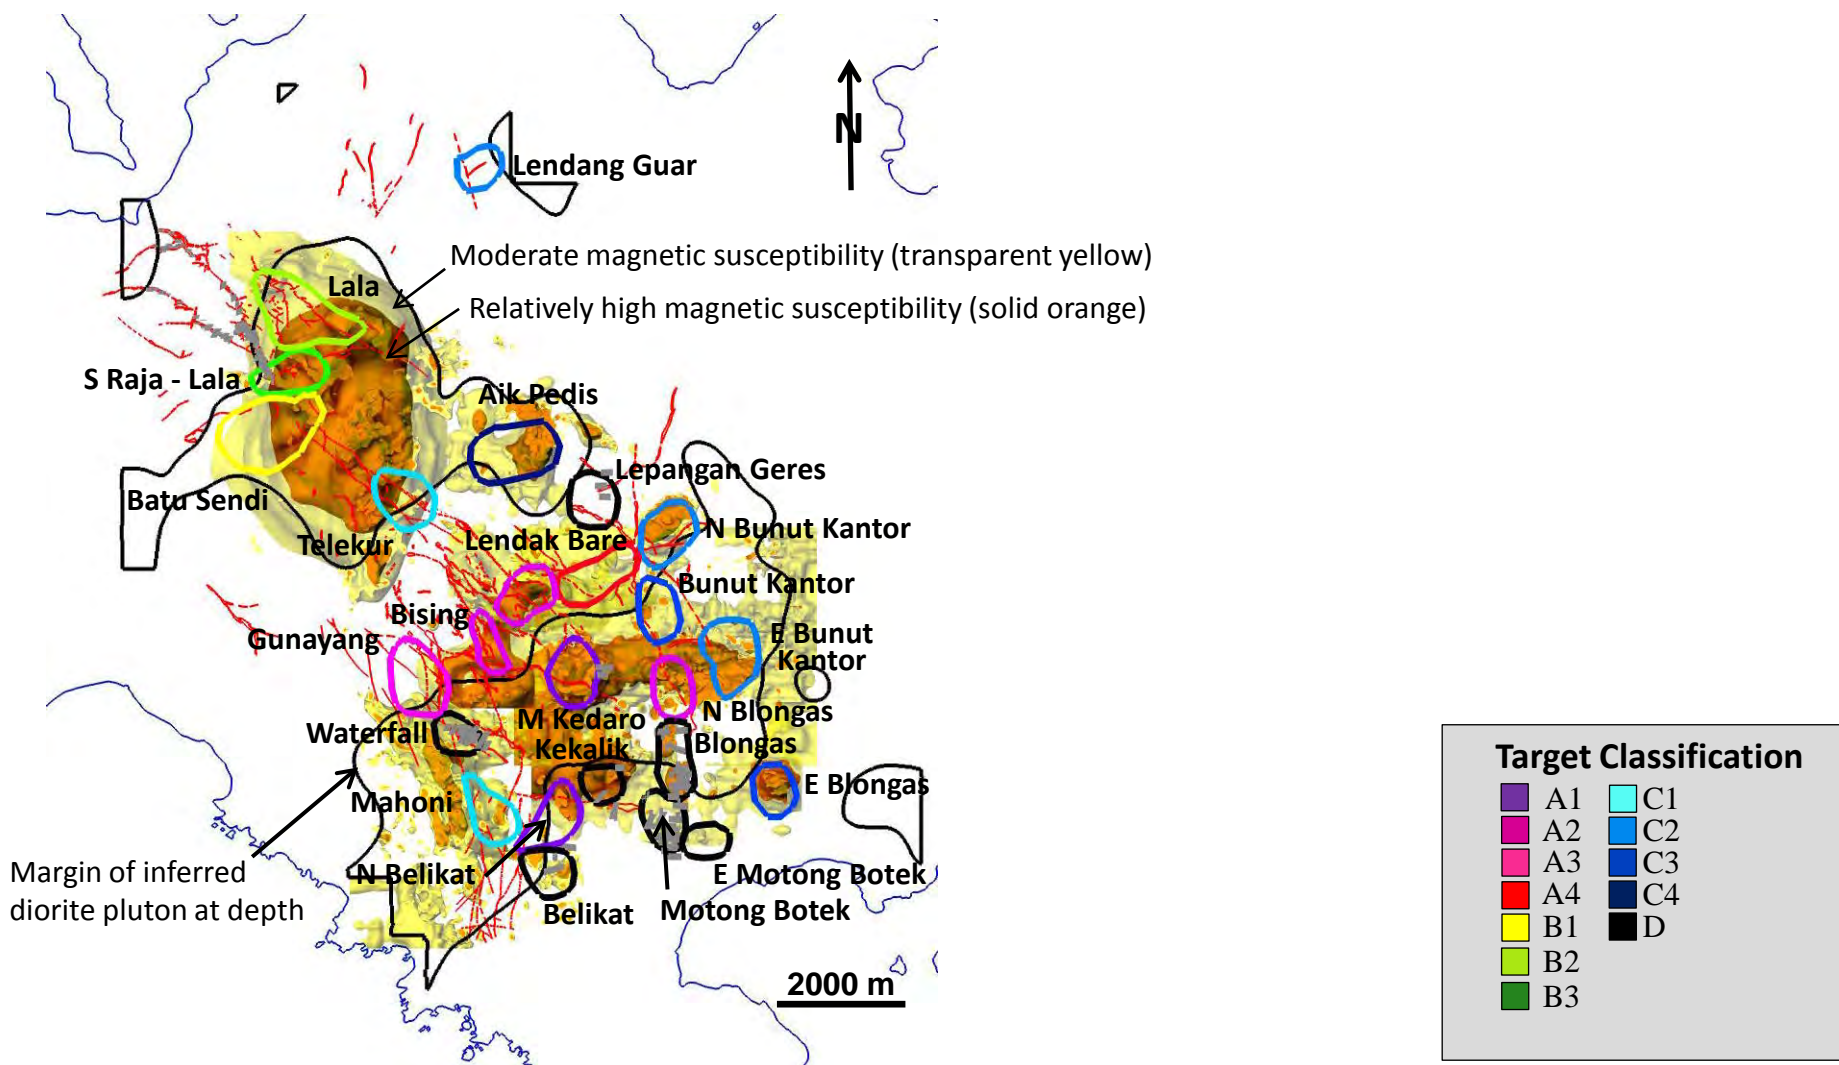 N
Lendang Guar
Moderate magnetic susceptibility (transparent yellow)
Lala
Relatively high magnetic susceptibility (solid orange)
S Raja - Lala
Aik Pedis
Lepangan Geres
Batu Sendi
N Bunut Kantor
Telekur
Lendak Bare
Bunut Kantor
Bising
Gunayang
E Bunut
Kantor
M Kedaro
N Blongas
Waterfall
Kekalik
Blongas
Mahoni
E Blongas
Margin of inferred
diorite pluton at depth
N Belikat
E Motong Botek
Belikat
Motong Botek
2000 m
Target Classification
A1 C1
A2 C2
A3 C3
A4 C4
B1 D
B2
B3